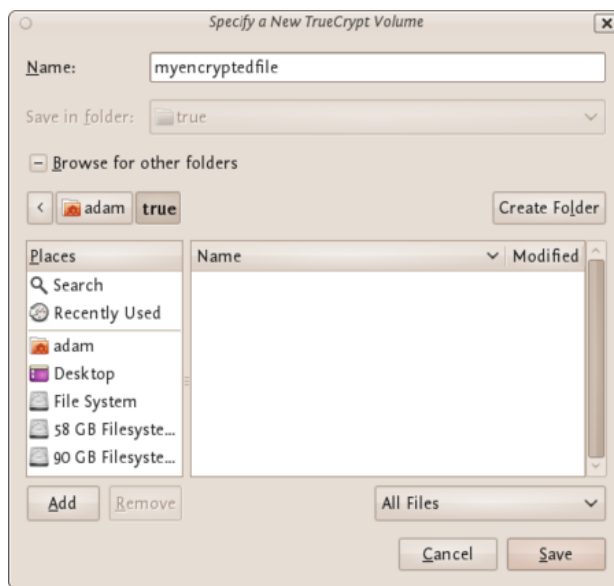 Specify a New TrueCrypt Volume
Name: myencryptedfile
Save in folder: true
Browse for other folders
adam true Create Folder
Places Name Modified
Search
Recently Used
adam
Desktop
File System
58 GB Filesyste...
90 GB Filesyste...
Add Remove All Files
Cancel Save